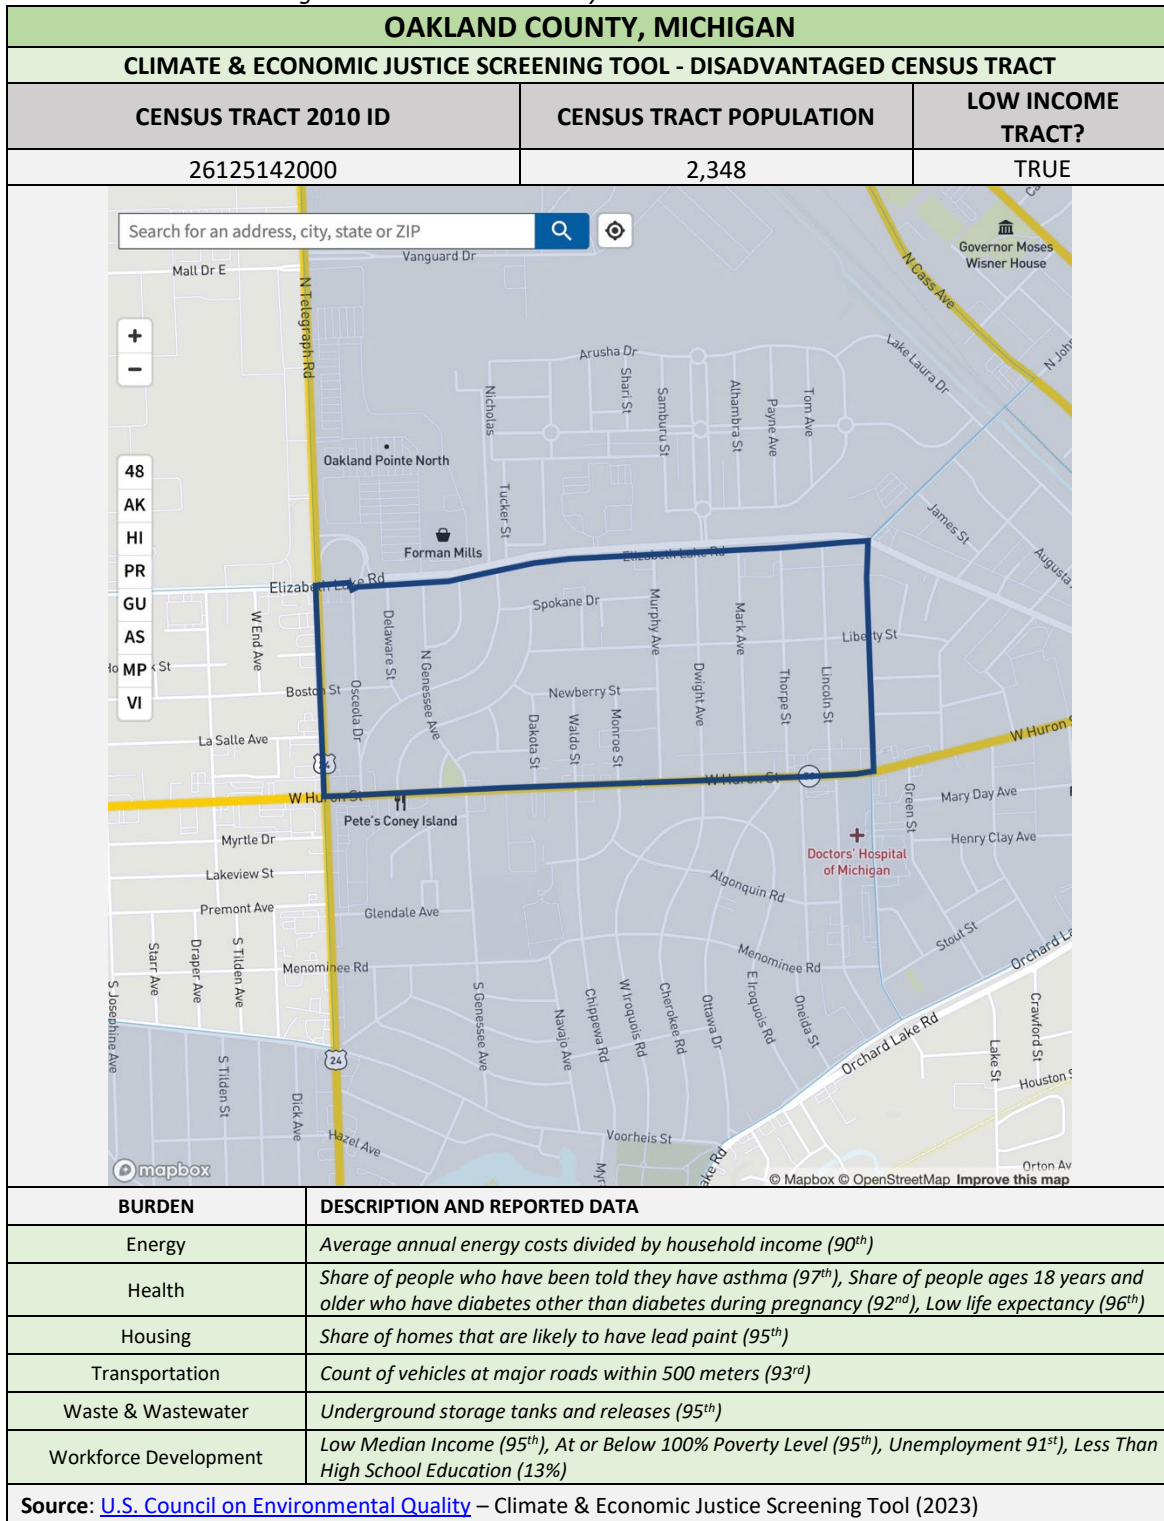 OAKLAND COUNTY, MICHIGAN
CLIMATE & ECONOMIC JUSTICE SCREENING TOOL - DISADVANTAGED CENSUS TRACT
CENSUS TRACT 2010 ID
CENSUS TRACT POPULATION
LOW INCOME
TRACT?
26125142000
2,348
TRUE
Search for an address, city, state or ZIP
Governor Moses
Wisner House
Vanguard Dr
Mall Dr E
N Telegraph Rd
N Cass Ave
+
−
Arusha Dr
Lake Laura Dr
N John
Nicholas
Shari St
Samburu St
Alhambra St
Payne Ave
Tom Ave
Oakland Pointe North
48
AK
HI
PR
GU
AS
MP
VI
Tucker St
James St
Forman Mills
Elizabeth Lake Rd
Augusta
Elizabeth Lake Rd
W End Ave
Delaware St
Spokane Dr
Murphy Ave
Mark Ave
Liberty St
St
N Genessee Ave
Boston St
Osceola Dr
Newberry St
Dwight Ave
Thorpe St
Lincoln St
La Salle Ave
Dakota St
Waldo St
Monroe St
W Huron
W Huron St
W Huron St
Pete's Coney Island
Green St
Mary Day Ave
Myrtle Dr
Doctors' Hospital
of Michigan
Henry Clay Ave
Lakeview St
Algonquin Rd
Premont Ave
Glendale Ave
Stout St
Orchard La
Starr Ave
Draper Ave
S Tilden Ave
Menominee Rd
Menominee Rd
S Josephine Ave
S Genessee Ave
Navajo Ave
Chippewa Rd
W Iroquois Rd
Cherokee Rd
Ottawa Dr
E Iroquois Rd
Oneida St
Orchard Lake Rd
Crawford St
Lake St
24
S Tilden St
Houston S
Dick Ave
Hazel Ave
Voorheis St
Myr
ake Rd
Orton Av
mapbox
© Mapbox © OpenStreetMap Improve this map
BURDEN
DESCRIPTION AND REPORTED DATA
Energy
Average annual energy costs divided by household income (90th)
Health
Share of people who have been told they have asthma (97th), Share of people ages 18 years and
older who have diabetes other than diabetes during pregnancy (92nd), Low life expectancy (96th)
Housing
Share of homes that are likely to have lead paint (95th)
Transportation
Count of vehicles at major roads within 500 meters (93rd)
Waste & Wastewater
Underground storage tanks and releases (95th)
Workforce Development
Low Median Income (95th), At or Below 100% Poverty Level (95th), Unemployment 91st), Less Than
High School Education (13%)
Source: U.S. Council on Environmental Quality – Climate & Economic Justice Screening Tool (2023)